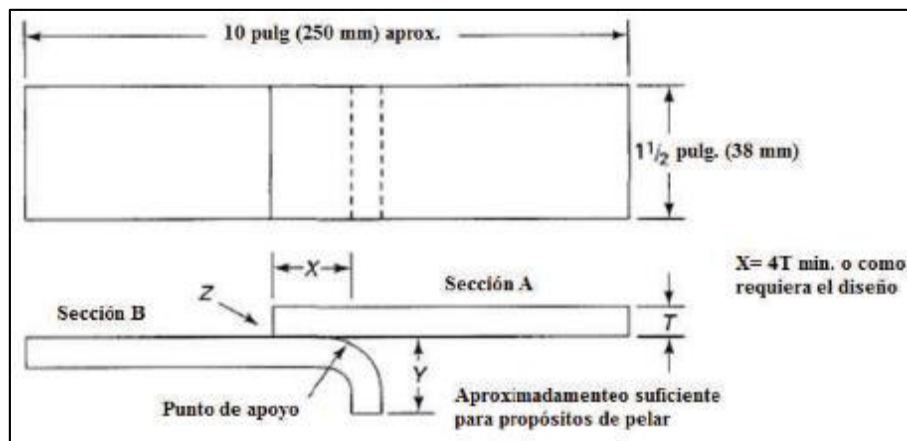 10 pulg (250 mm) aprox.
1 1/2 pulg. (38 mm)
X= 4T min. o como
requiera el diseño
X
Sección A
Z
Sección B
T
Y
Punto de apoyo
Aproximadamenteo suficiente
para propósitos de pelar